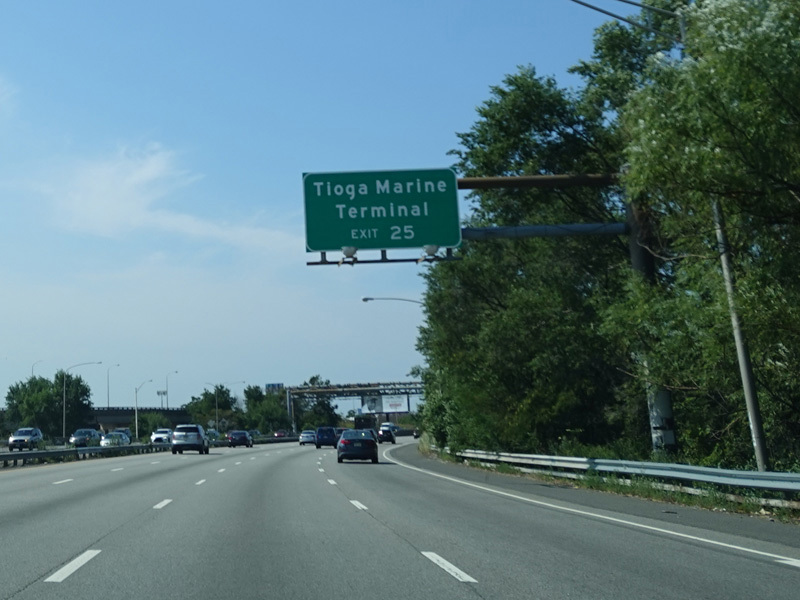 Tioga Marine
Terminal
EXIT 25